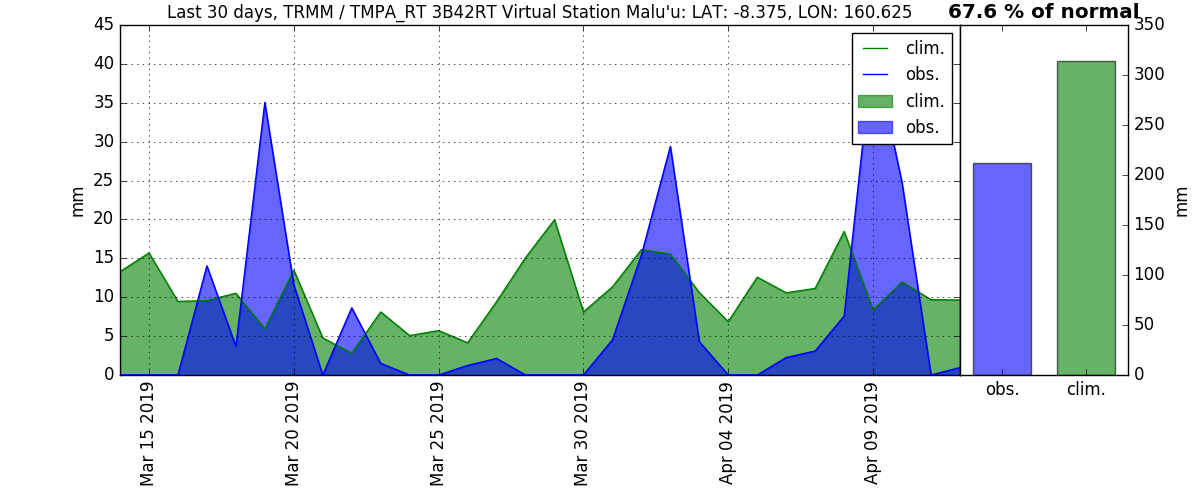 Last 30 days, TRMM / TMPA_RT 3B42RT Virtual Station Malu'u: LAT: -8.375, LON: 160.625
67.6 % of normal
45
40
35
30
25
20
15
10
5
0
mm
clim.
obs.
clim.
obs.
Mar 15 2019
Mar 20 2019
Mar 25 2019
Mar 30 2019
Apr 04 2019
Apr 09 2019
350
300
250
200
150
100
50
0
mm
obs.
clim.